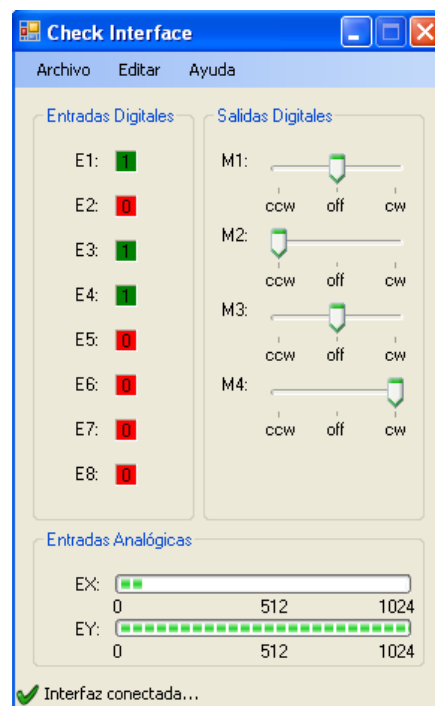 Check Interface
Archivo Editar Ayuda
Entradas Digitales
E1: 1
E2: 0
E3: 1
E4: 1
E5: 0
E6: 0
E7: 0
E8: 0
Salidas Digitales
M1:
ccw off cw
M2:
ccw off cw
M3:
ccw off cw
M4:
ccw off cw
Entradas Analógicas
EX:
0 512 1024
EY:
0 512 1024
Interfaz conectada...